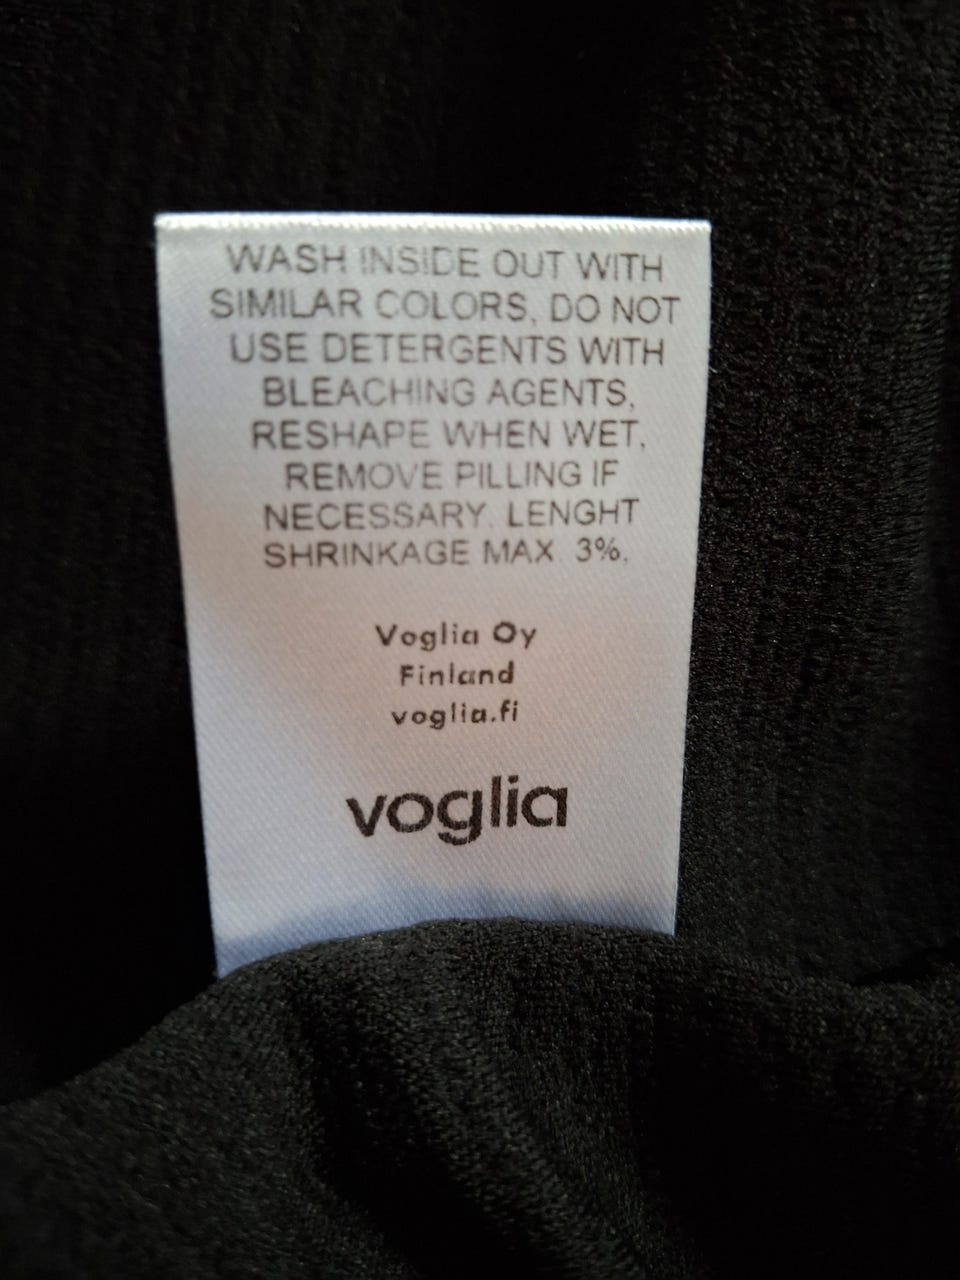 WASH INSIDE OUT WITH
SIMILAR COLORS, DO NOT
USE DETERGENTS WITH
BLEACHING AGENTS,
RESHAPE WHEN WET,
REMOVE PILLING IF
NECESSARY. LENGHT
SHRINKAGE MAX. 3%.
Voglia Oy
Finland
voglia.fi
voglia